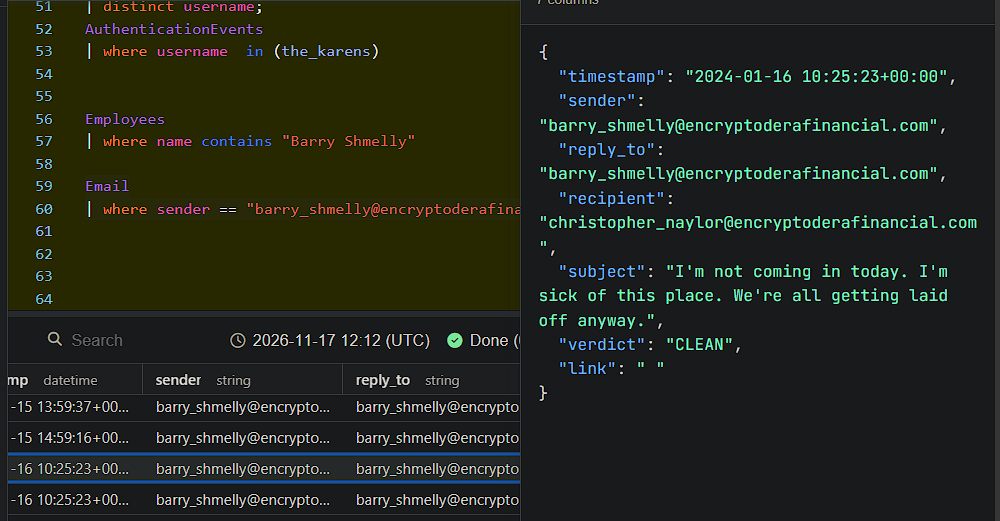 51 | distinct username;
52 AuthenticationEvents
53 | where username  in (the_karens)
54
55
56 Employees
57 | where name contains "Barry Shmelly"
58
59 Email
60 | where sender == "barry_shmelly@encryptoderafina
61
62
63
64
Search 2026-11-17 12:12 (UTC) Done (
mp datetime sender string reply_to string
-15 13:59:37+00... barry_shmelly@encrypto... barry_shmelly@encrypto
-15 14:59:16+00... barry_shmelly@encrypto... barry_shmelly@encrypto
-16 10:25:23+00... barry_shmelly@encrypto... barry_shmelly@encrypto
-16 10:25:23+00... barry_shmelly@encrypto... barry_shmelly@encrypto
7 columns
{
"timestamp": "2024-01-16 10:25:23+00:00",
"sender":
"barry_shmelly@encryptoderafinancial.com",
"reply_to":
"barry_shmelly@encryptoderafinancial.com",
"recipient":
"christopher_naylor@encryptoderafinancial.com
",
"subject": "I'm not coming in today. I'm
sick of this place. We're all getting laid
off anyway.",
"verdict": "CLEAN",
"link": " "
}